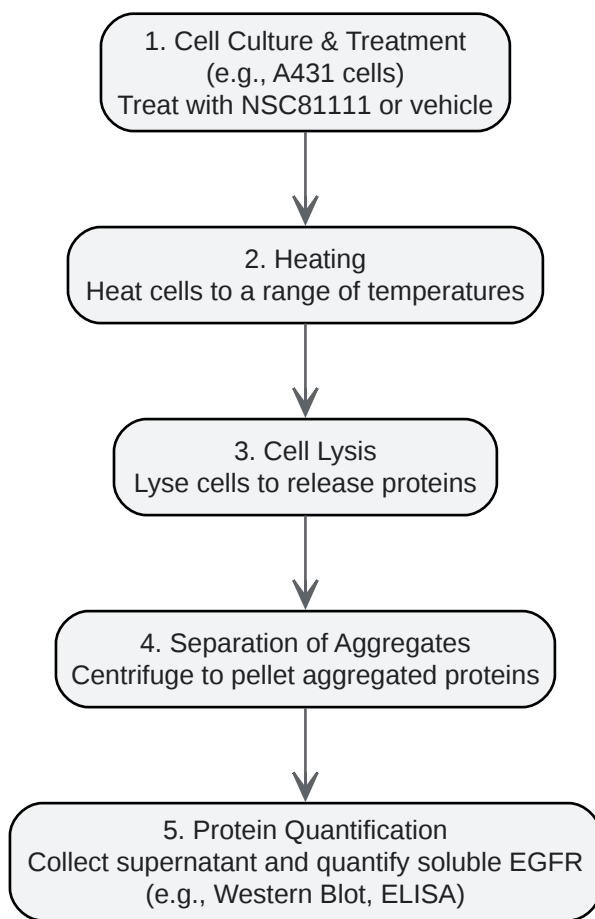 1. Cell Culture & Treatment
(e.g., A431 cells)
Treat with NSC81111 or vehicle
2. Heating
Heat cells to a range of temperatures
3. Cell Lysis
Lyse cells to release proteins
4. Separation of Aggregates
Centrifuge to pellet aggregated proteins
5. Protein Quantification
Collect supernatant and quantify soluble EGFR
(e.g., Western Blot, ELISA)